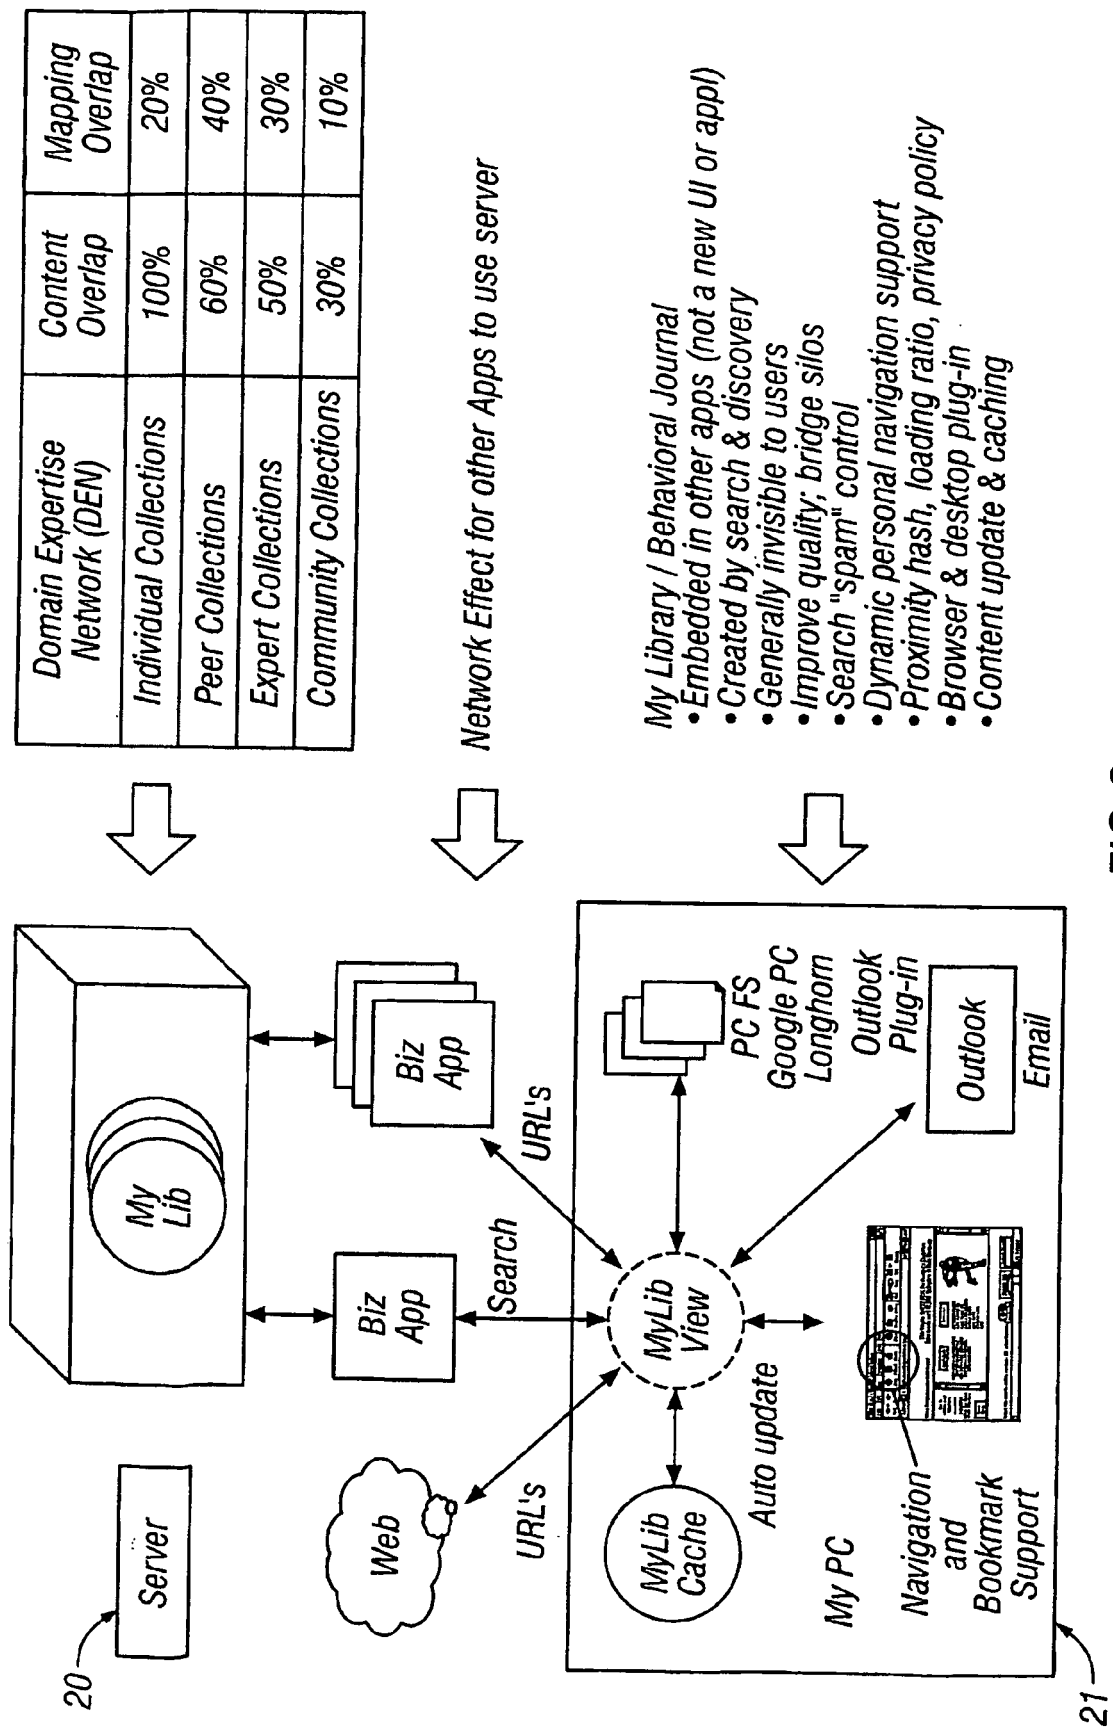 20
Server
My
Lib
Domain Expertise
Network (DEN)
Content
Overlap
Mapping
Overlap
Individual Collections
100%
20%
Peer Collections
60%
40%
Expert Collections
50%
30%
Community Collections
30%
10%
Web
Biz
App
Biz
App
Network Effect for other Apps to use server
URL's
Search
URL's
MyLib
Cache
MyLib
View
Auto update
PC FS
Google PC
Longhorn
Outlook
Plug-in
Outlook
Email
My PC
Navigation
and
Bookmark
Support
21
My Library / Behavioral Journal
• Embedded in other apps (not a new UI or appl)
• Created by search & discovery
• Generally invisible to users
• Improve quality; bridge silos
• Search "spam" control
• Dynamic personal navigation support
• Proximity hash, loading ratio, privacy policy
• Browser & desktop plug-in
• Content update & caching